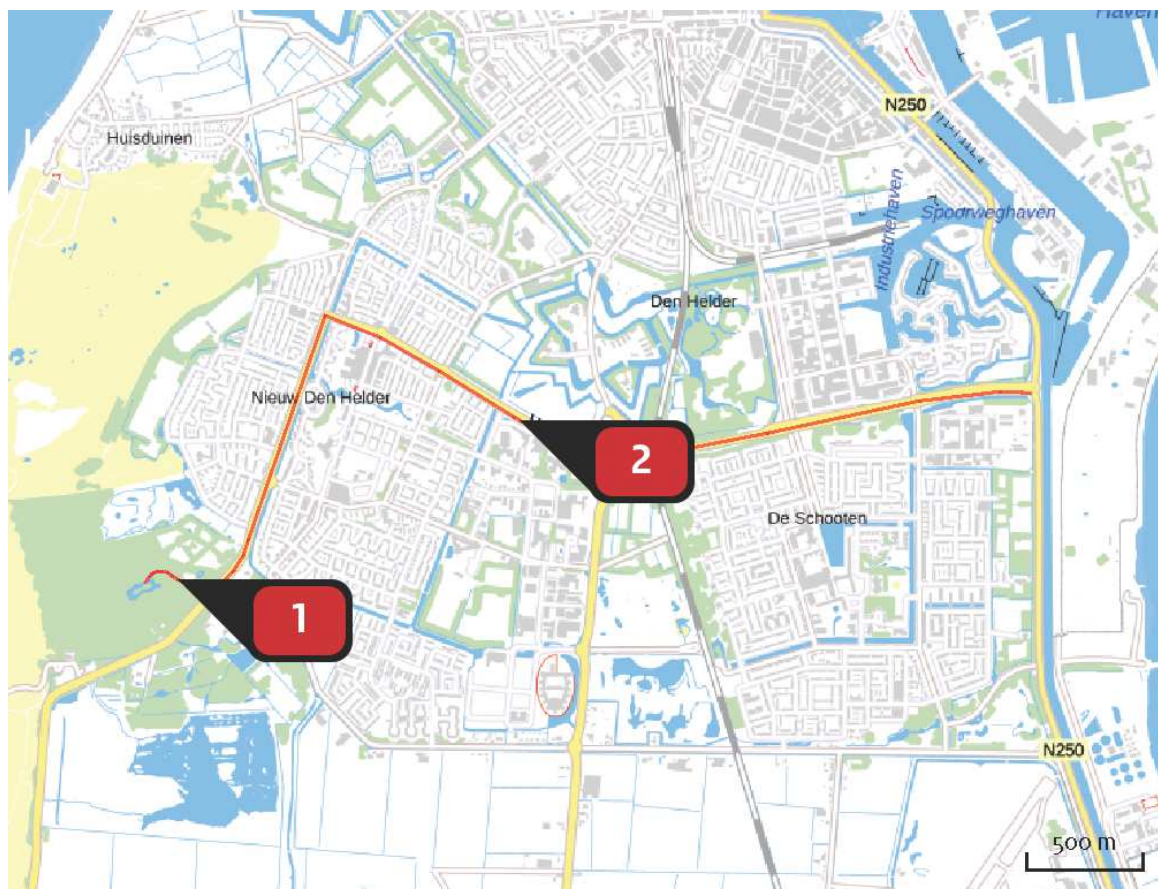 Haven
N250
Huisduinen
Industriehaven
Spoorweghaven
Den Helder
Nieuw Den Helder
2
De Schooten
1
N250
500 m